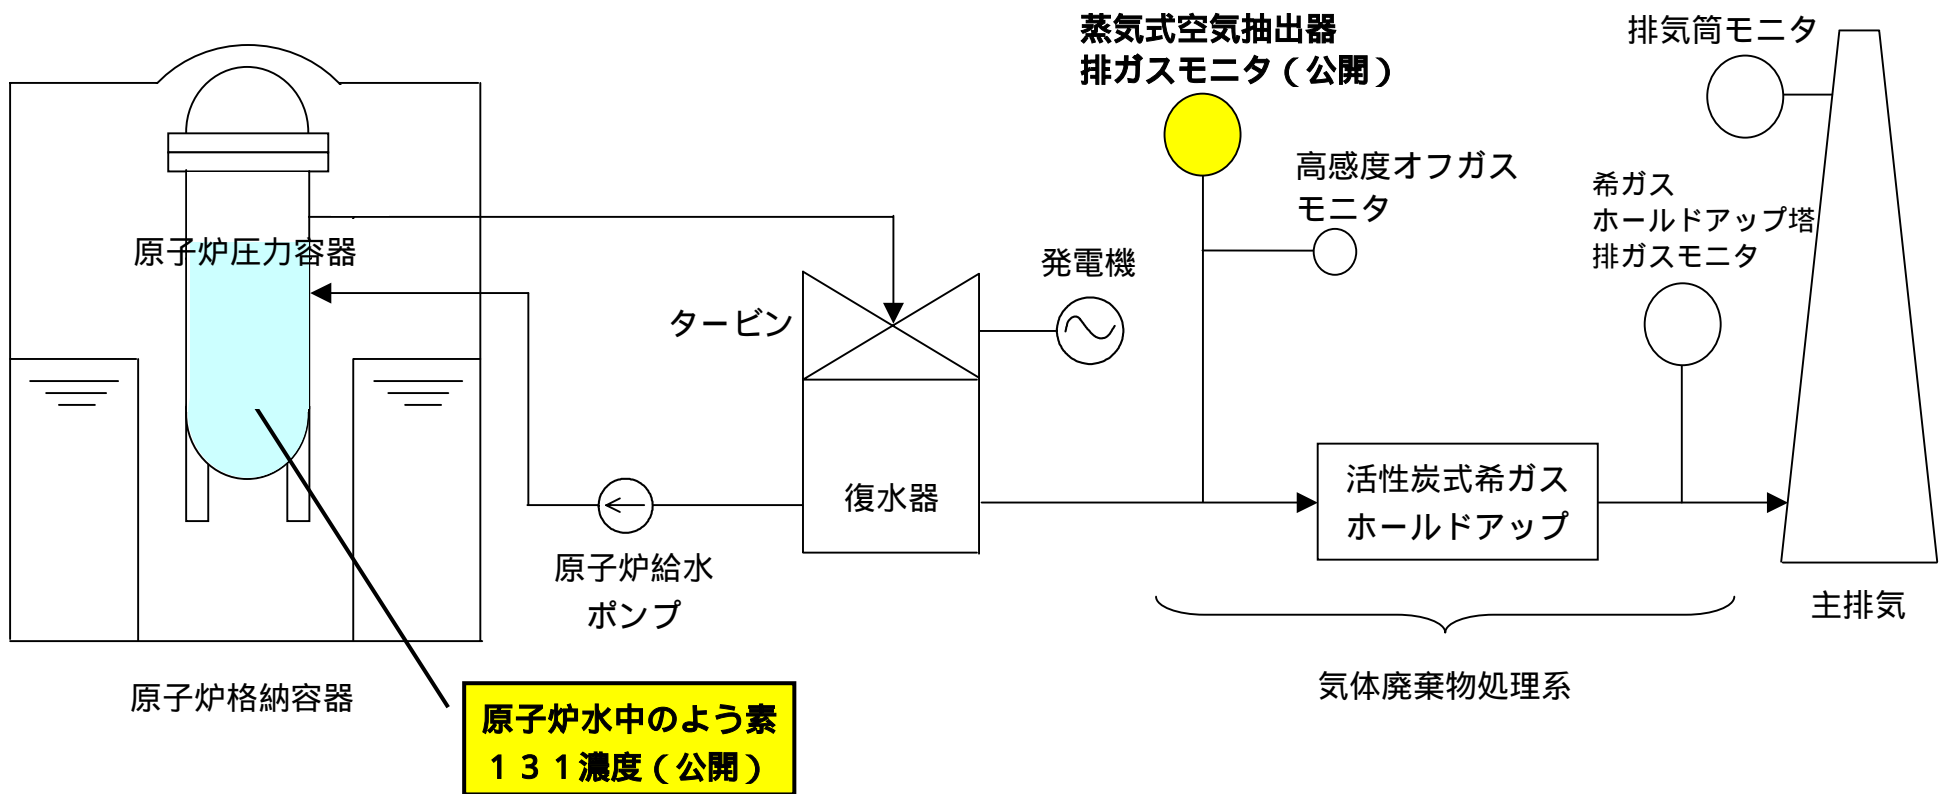 蒸気式空気抽出器
排ガスモニタ（公開）
排気筒モニタ
高感度オフガス
モニタ
希ガス
ホールドアップ塔
排ガスモニタ
原子炉圧力容器
発電機
タービン
復水器
活性炭式希ガス
ホールドアップ
原子炉給水
ポンプ
主排気
気体廃棄物処理系
原子炉格納容器
原子炉水中のよう素
１３１濃度（公開）